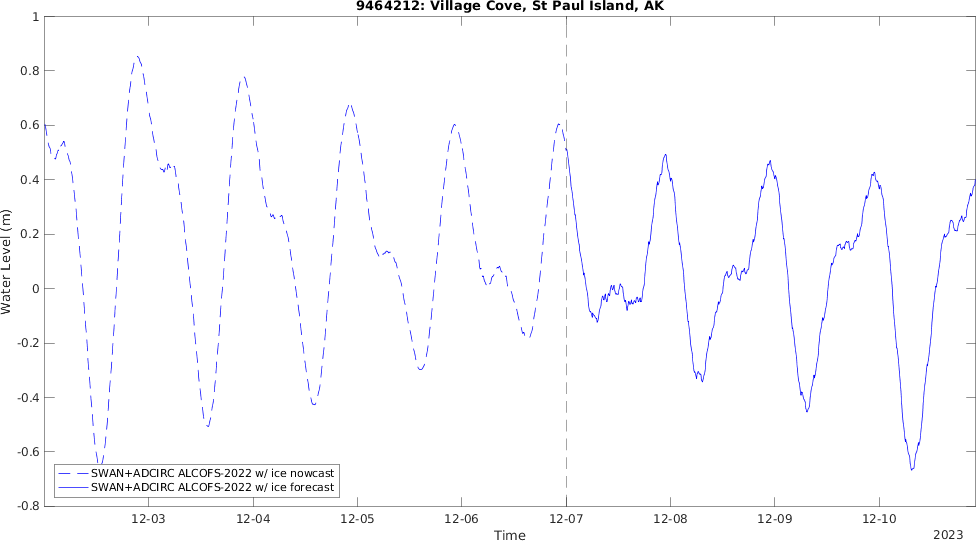 9464212: Village Cove, St Paul Island, AK
1
0.8
0.6
0.4
0.2
0
-0.2
-0.4
-0.6
-0.8
Water Level (m)
SWAN+ADCIRC ALCOFS-2022 w/ ice nowcast
SWAN+ADCIRC ALCOFS-2022 w/ ice forecast
12-03 12-04 12-05 12-06 12-07 12-08 12-09 12-10
Time
2023